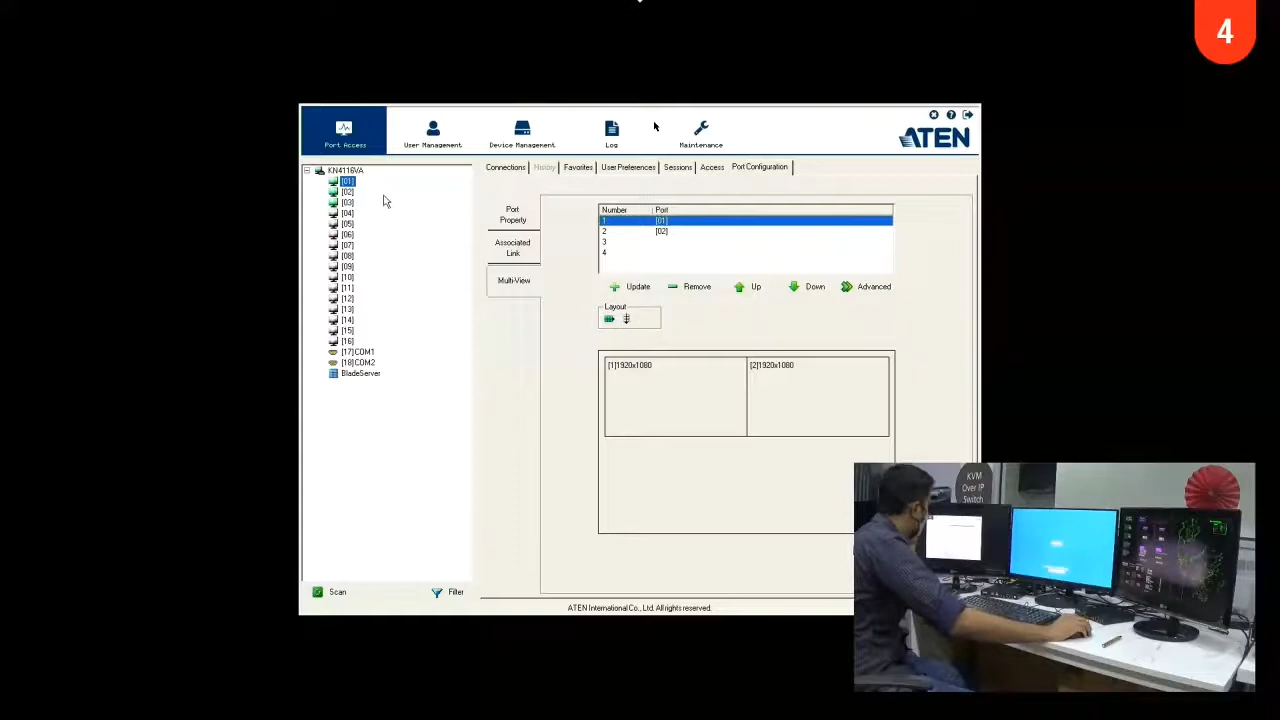 4
Port Access
User Management
Device Management
Log
Maintenance
ATEN
KN4116VA
[01]
[02]
[03]
[04]
[05]
[06]
[07]
[08]
[09]
[10]
[11]
[12]
[13]
[14]
[15]
[16]
[17]COM1
[18]COM2
BladeServer
Scan
Filter
Connections
History
Favorites
User Preferences
Sessions
Access
Port Configuration
Port
Property
Associated
Link
Multi-View
Number Port
1 [01]
2 [02]
3
4
Update Remove Up Down Advanced
Layout
[1]1920x1080
[2]1920x1080
ATEN International Co., Ltd. All rights reserved.
KVM
Over IP
Switch